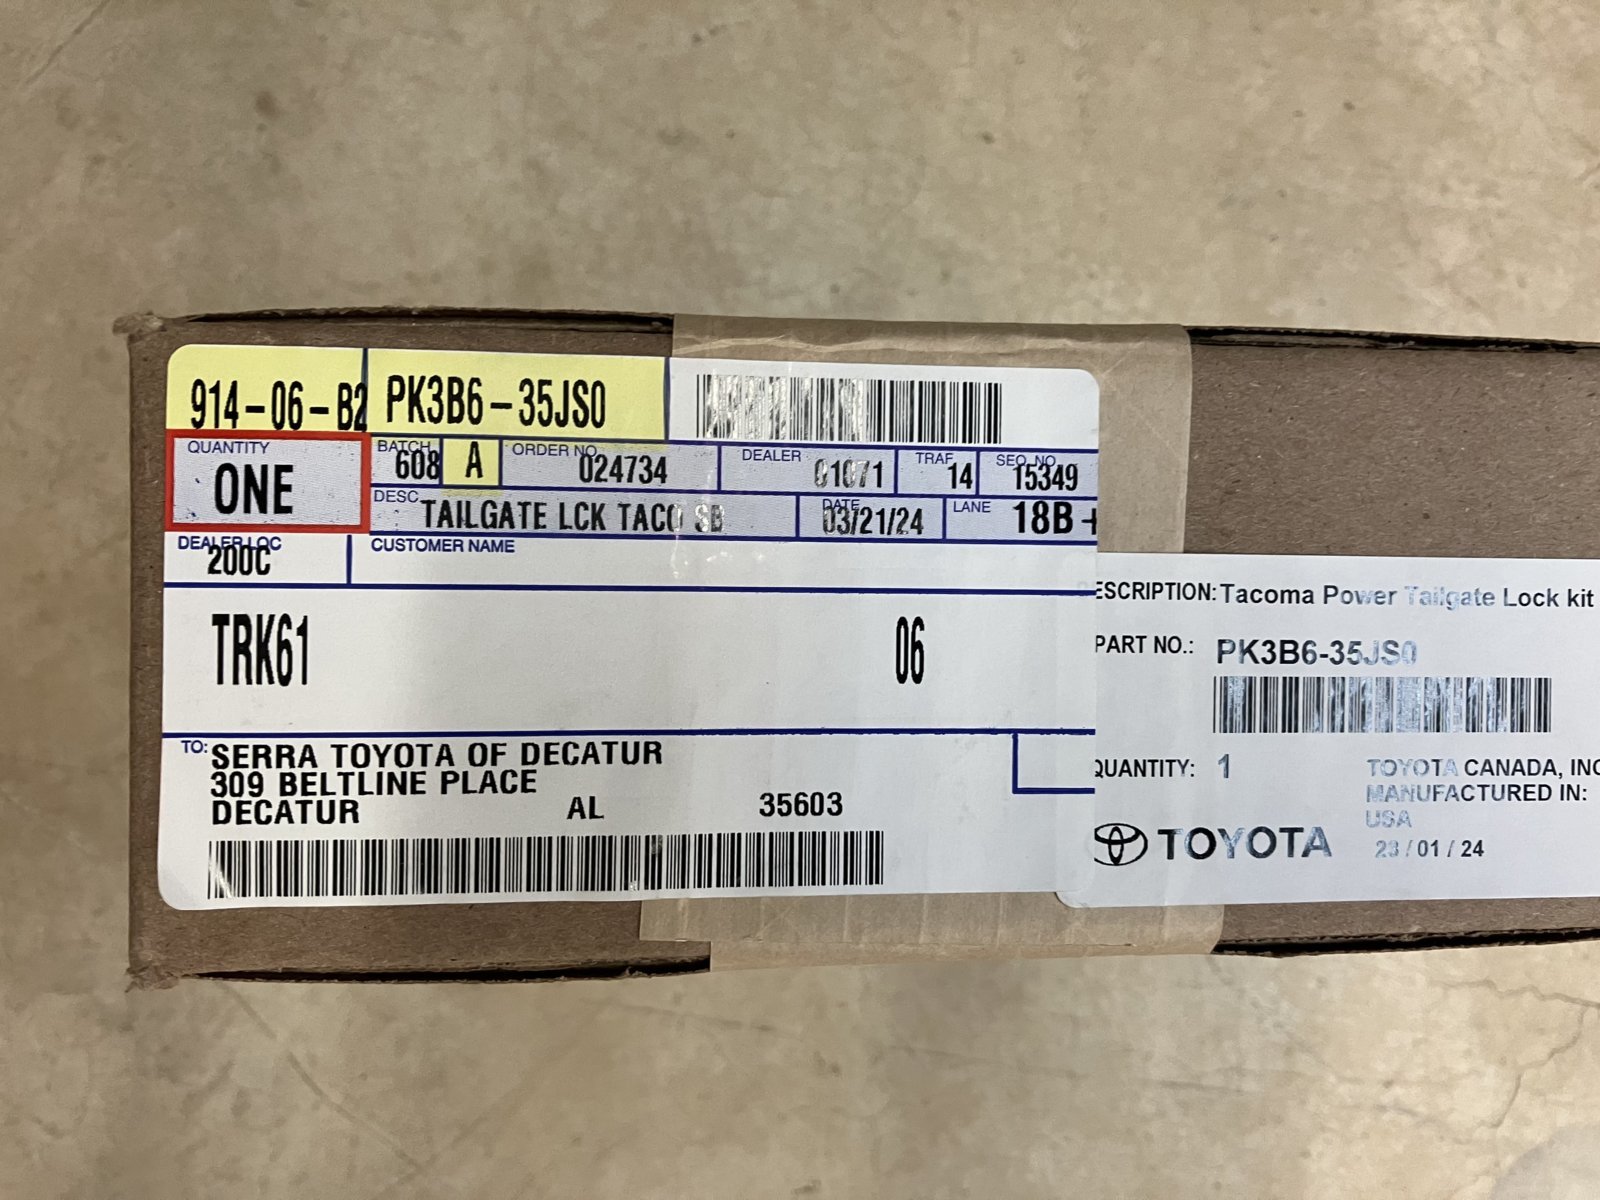 914-06-B2 PK3B6-35JS0
QUANTITY ONE
BATCH 608 A ORDER NO. 024734 DEALER 01071 TRAF 14 SEQ. NO. 15349
DESC TAILGATE LCK TACO SB DATE 03/21/24 LANE 18B+
DEALER LOC 200C CUSTOMER NAME
TRK61 06
TO: SERRA TOYOTA OF DECATUR
309 BELTLINE PLACE
DECATUR AL 35603
DESCRIPTION: Tacoma Power Tailgate Lock kit
PART NO.: PK3B6-35JS0
QUANTITY: 1
TOYOTA CANADA, INC
MANUFACTURED IN:
USA
23 / 01 / 24
TOYOTA